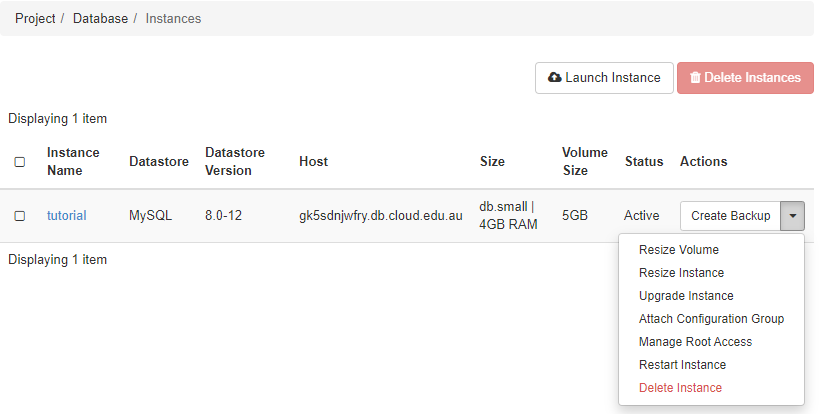 Project / Database / Instances
Launch Instance Delete Instances
Displaying 1 item
Instance Name Datastore Datastore Version Host Size Volume Size Status Actions
tutorial MySQL 8.0-12 gk5sdnjwfry.db.cloud.edu.au db.small | 4GB RAM 5GB Active Create Backup
Displaying 1 item
Resize Volume
Resize Instance
Upgrade Instance
Attach Configuration Group
Manage Root Access
Restart Instance
Delete Instance